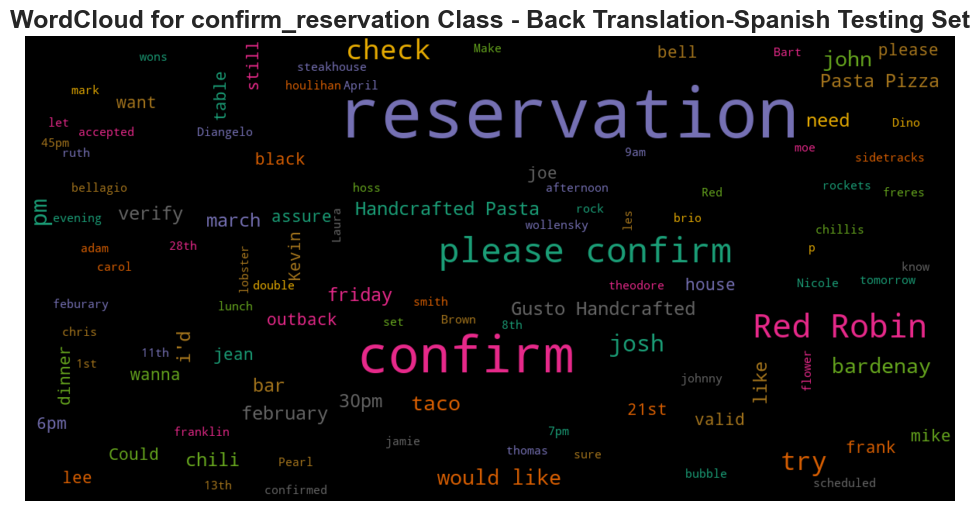 WordCloud for confirm_reservation Class - Back Translation-Spanish Testing Set
wons
still
check
Make
bell
Bart
john
please
steakhouse
table
houlihan
April
Pasta Pizza
mark
want
reservation
need
Dino
let
accepted
Diangelo
45pm
ruth
black
9am
moe
sidetracks
joe
bellagio
hoss
afternoon
Red
rockets
freres
pm
evening
verify
march
assure
Laura
Handcrafted Pasta
rock
wollensky
les
brio
chillis
adam
28th
lobster
Kevin
please confirm
p
carol
know
double
theodore
house
Nicole
tomorrow
feburary
lunch
friday
smith
Gusto Handcrafted
outback
set
Brown
8th
Red Robin
chris
i'd
11th
jean
confirm
josh
1st
dinner
wanna
bar
johnny
like
flower
bardenay
february
30pm
taco
21st
valid
6pm
franklin
jamie
7pm
mike
Could
chili
Pearl
thomas
sure
try
frank
lee
13th
confirmed
would like
bubble
scheduled